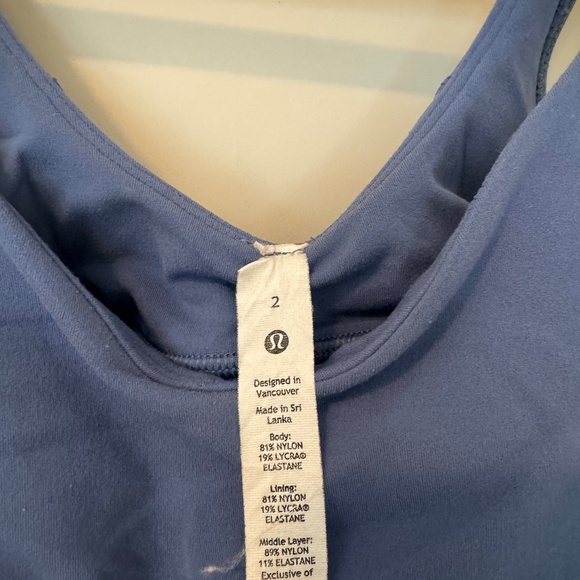 2
Designed in
Vancouver
Made in Sri
Lanka
Body:
81% NYLON
19% LYCRA®
ELASTANE
Lining:
81% NYLON
19% LYCRA®
ELASTANE
Middle Layer:
89% NYLON
11% ELASTANE
Exclusive of